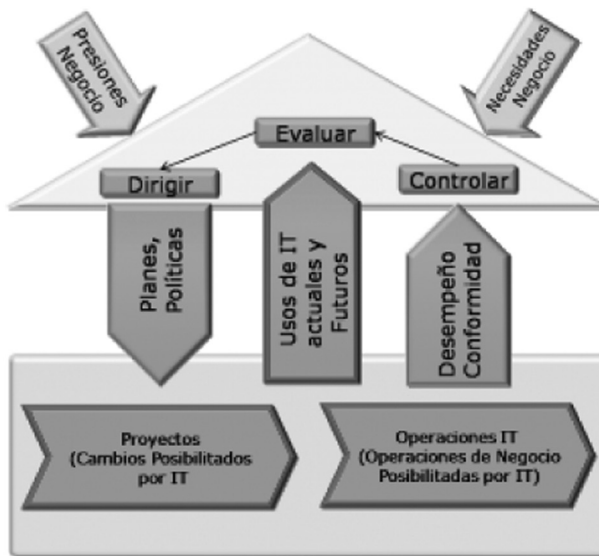 Presiones
Negocio
Necesidades
Negocio
Evaluar
Dirigir
Controlar
Planes,
Políticas
Usos de IT
actuales y
Futuros
Desempeño
Conformidad
Proyectos
(Cambios Posibilitados
por IT
Operaciones IT
(Operaciones de Negocio
Posibilitadas por IT)